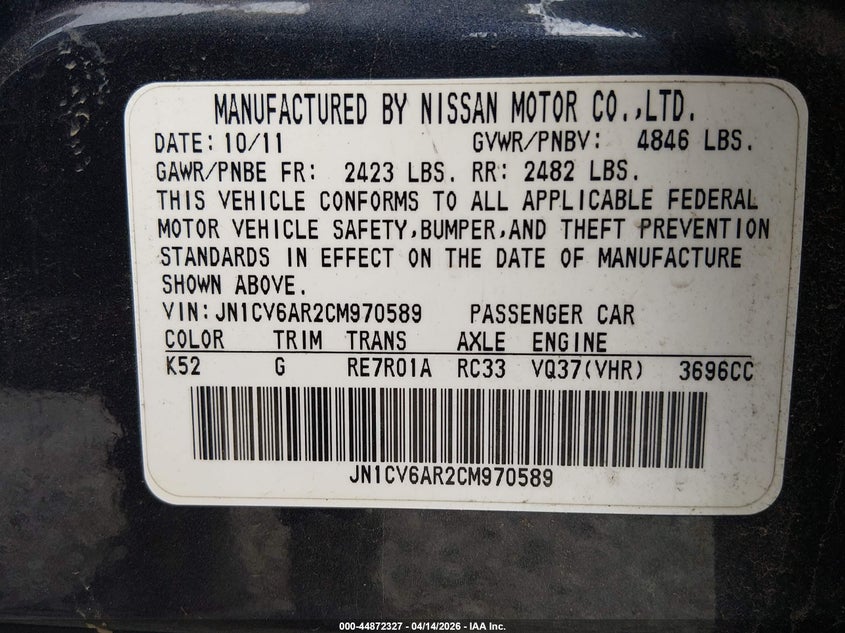 MANUFACTURED BY NISSAN MOTOR CO.,LTD.
DATE: 10/11 GVWR/PNBV: 4846 LBS.
GAWR/PNBE FR: 2423 LBS. RR: 2482 LBS.
THIS VEHICLE CONFORMS TO ALL APPLICABLE FEDERAL
MOTOR VEHICLE SAFETY,BUMPER,AND THEFT PREVENTION
STANDARDS IN EFFECT ON THE DATE OF MANUFACTURE
SHOWN ABOVE.
VIN:JN1CV6AR2CM970589 PASSENGER CAR
COLOR TRIM TRANS AXLE ENGINE
K52 G RE7R01A RC33 VQ37(VHR) 3696CC
JN1CV6AR2CM970589
000-44872327 - 04/14/2026 - IAA Inc.